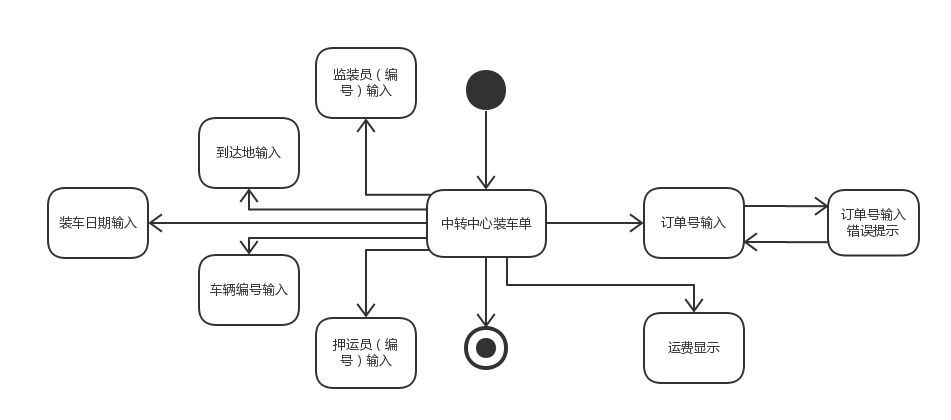 监装员（编
号）输入
到达地输入
装车日期输入
中转中心装车单
订单号输入
订单号输入
错误提示
车辆编号输入
押运员（编
号）输入
运费显示